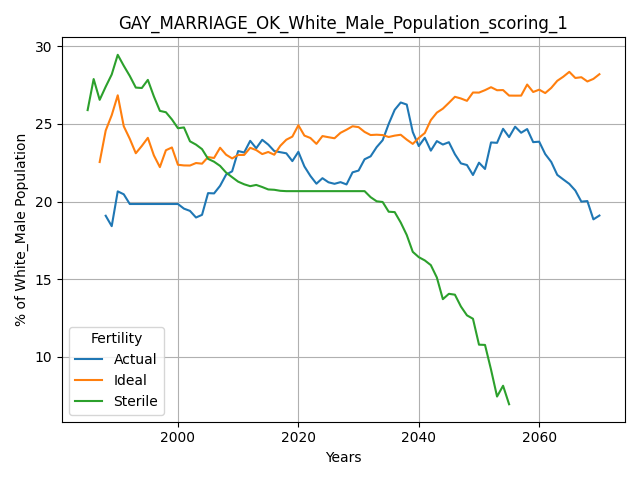 GAY_MARRIAGE_OK_White_Male_Population_scoring_1
% of White_Male Population
30
25
20
15
10
Fertility
Actual
Ideal
Sterile
2000
2020
2040
2060
Years